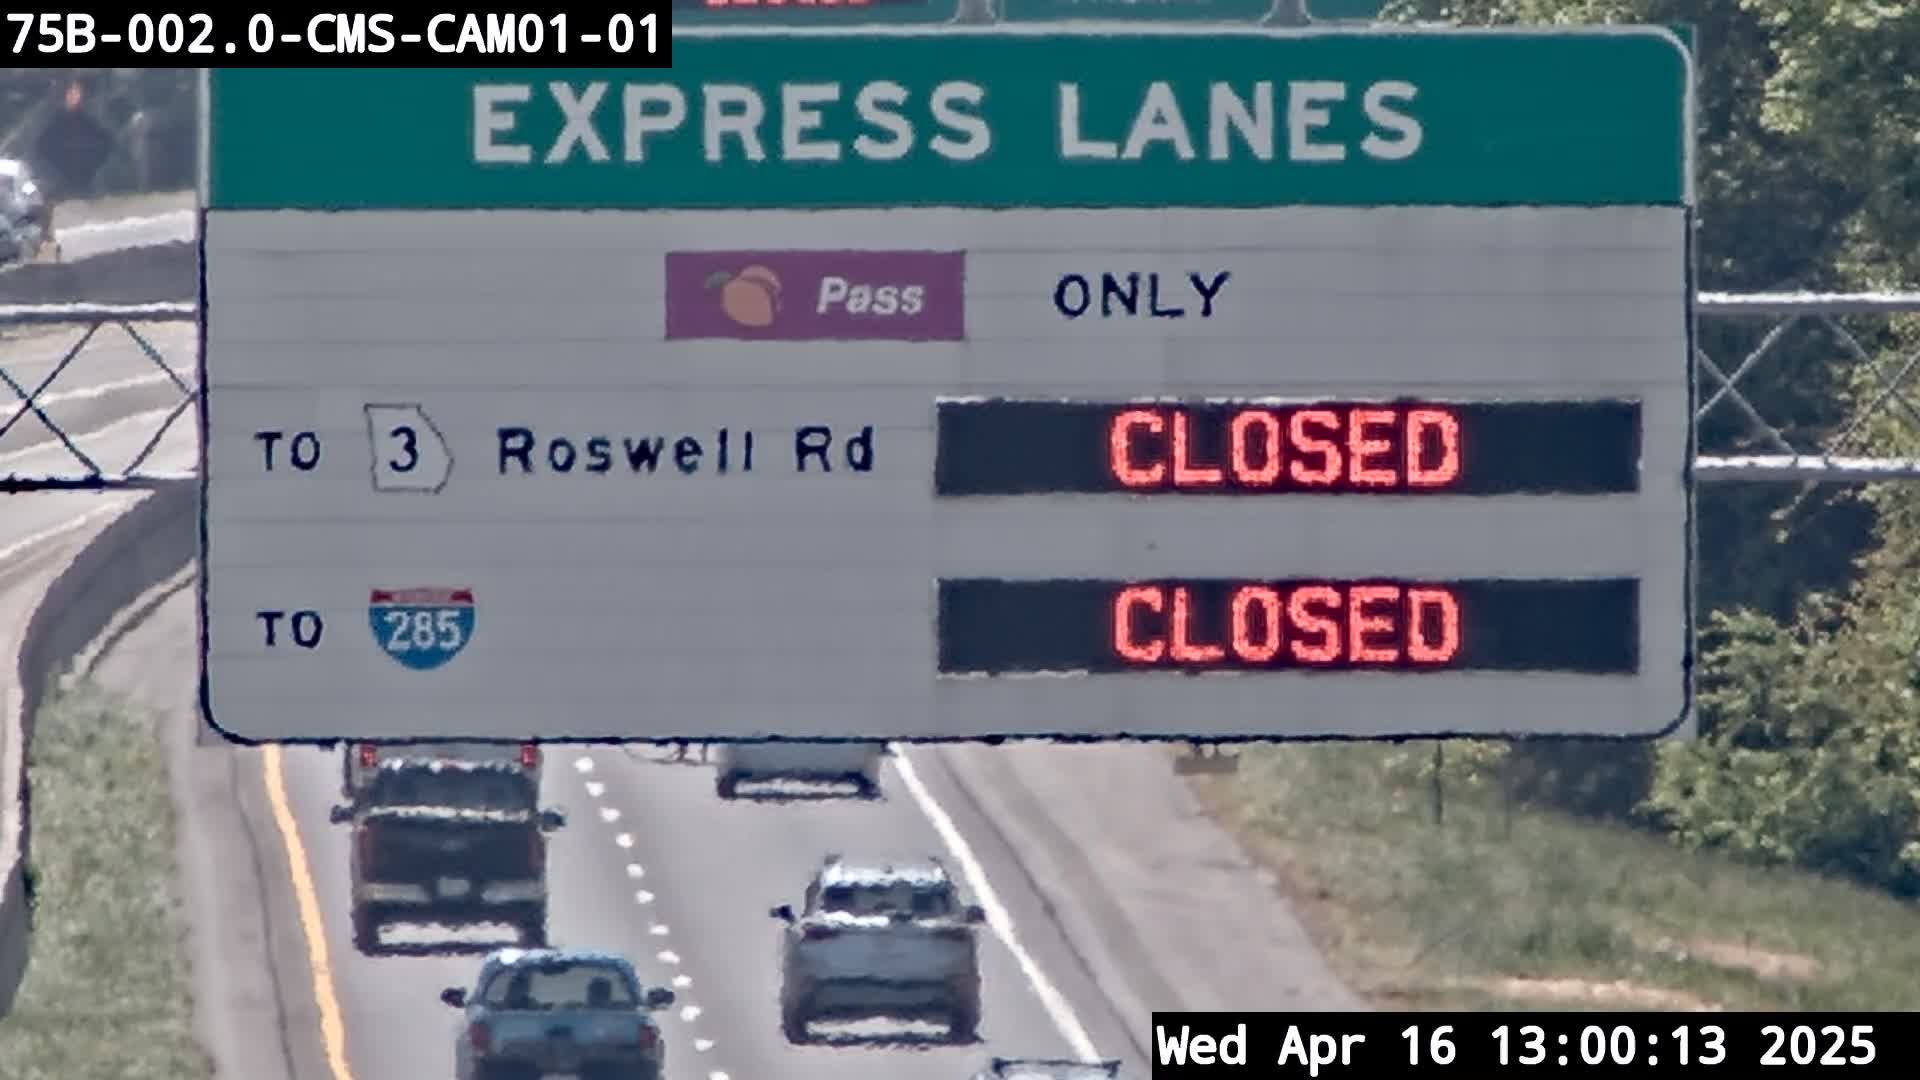 75B-002.0-CMS-CAM01-01
EXPRESS LANES
Pass ONLY
TO 3 Roswell Rd CLOSED
TO 285 CLOSED
Wed Apr 16 13:00:13 2025